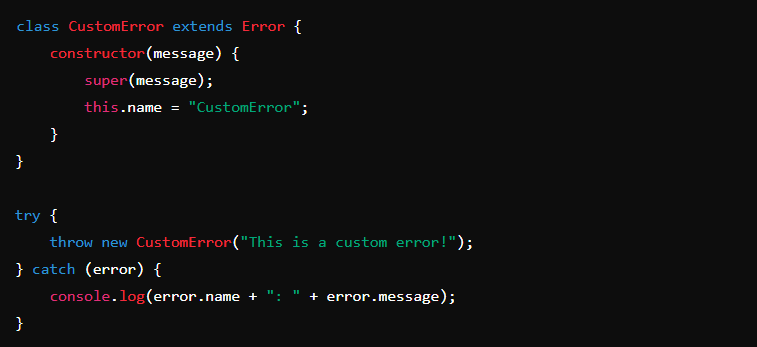 class CustomError extends Error {
    constructor(message) {
        super(message);
        this.name = "CustomError";
    }
}

try {
    throw new CustomError("This is a custom error!");
} catch (error) {
    console.log(error.name + ": " + error.message);
}